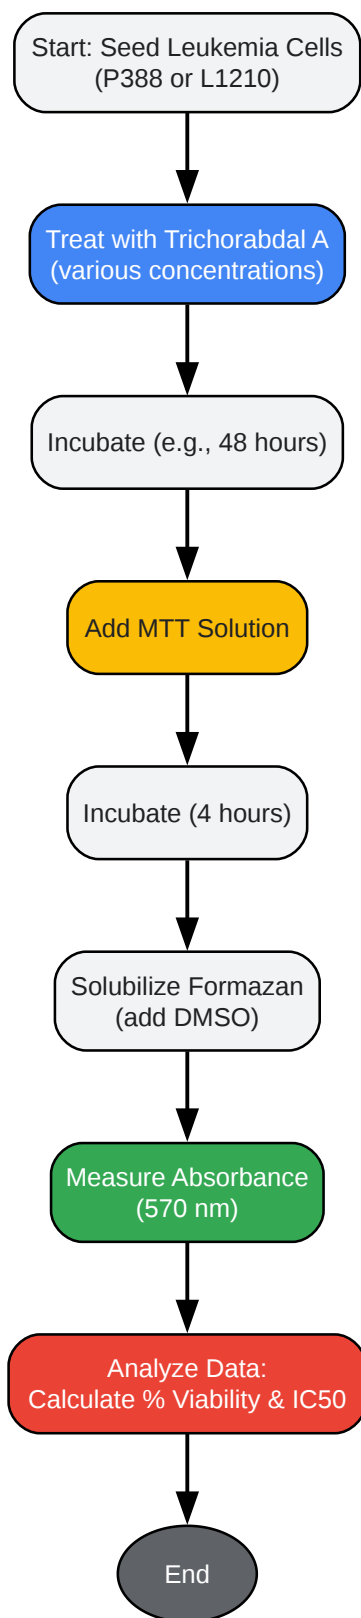 Start: Seed Leukemia Cells
(P388 or L1210)
Treat with Trichorabdal A
(various concentrations)
Incubate (e.g., 48 hours)
Add MTT Solution
Incubate (4 hours)
Solubilize Formazan
(add DMSO)
Measure Absorbance
(570 nm)
Analyze Data:
Calculate % Viability & IC50
End